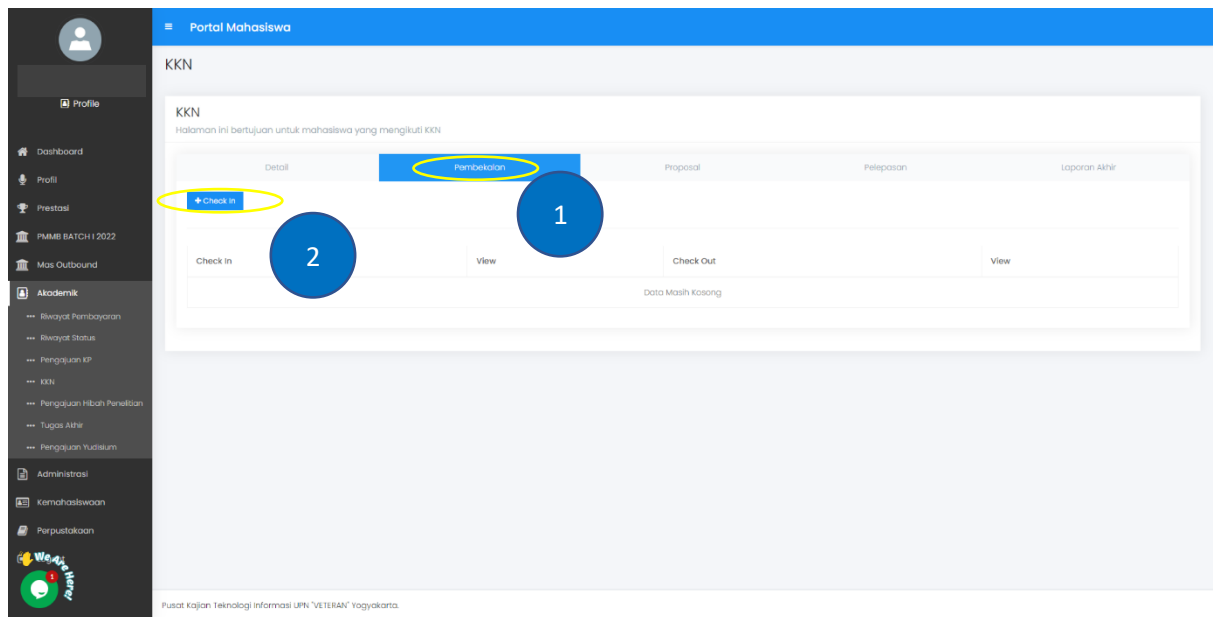 Portal Mahasiswa
KKN
Profile
KKN
Halaman ini bertujuan untuk mahasiswa yang mengikuti KKN
Detail
Pembekalan
Proposal
Pelepasan
Laporan Akhir
+ Check In
1
2
Check In
View
Check Out
View
Data Masih Kosong
Dashboard
Profil
Prestasi
PMMB BATCH I 2022
Mas Outbound
Akademik
Riwayat Pembayaran
Riwayat Status
Pengajuan KP
KKN
Pengajuan Hibah Penelitian
Tugas Akhir
Pengajuan Yudisium
Administrasi
Kemahasiswaan
Perpustakaan
We Are Here!
1
Pusat Kajian Teknologi Informasi UPN "VETERAN" Yogyakarta.